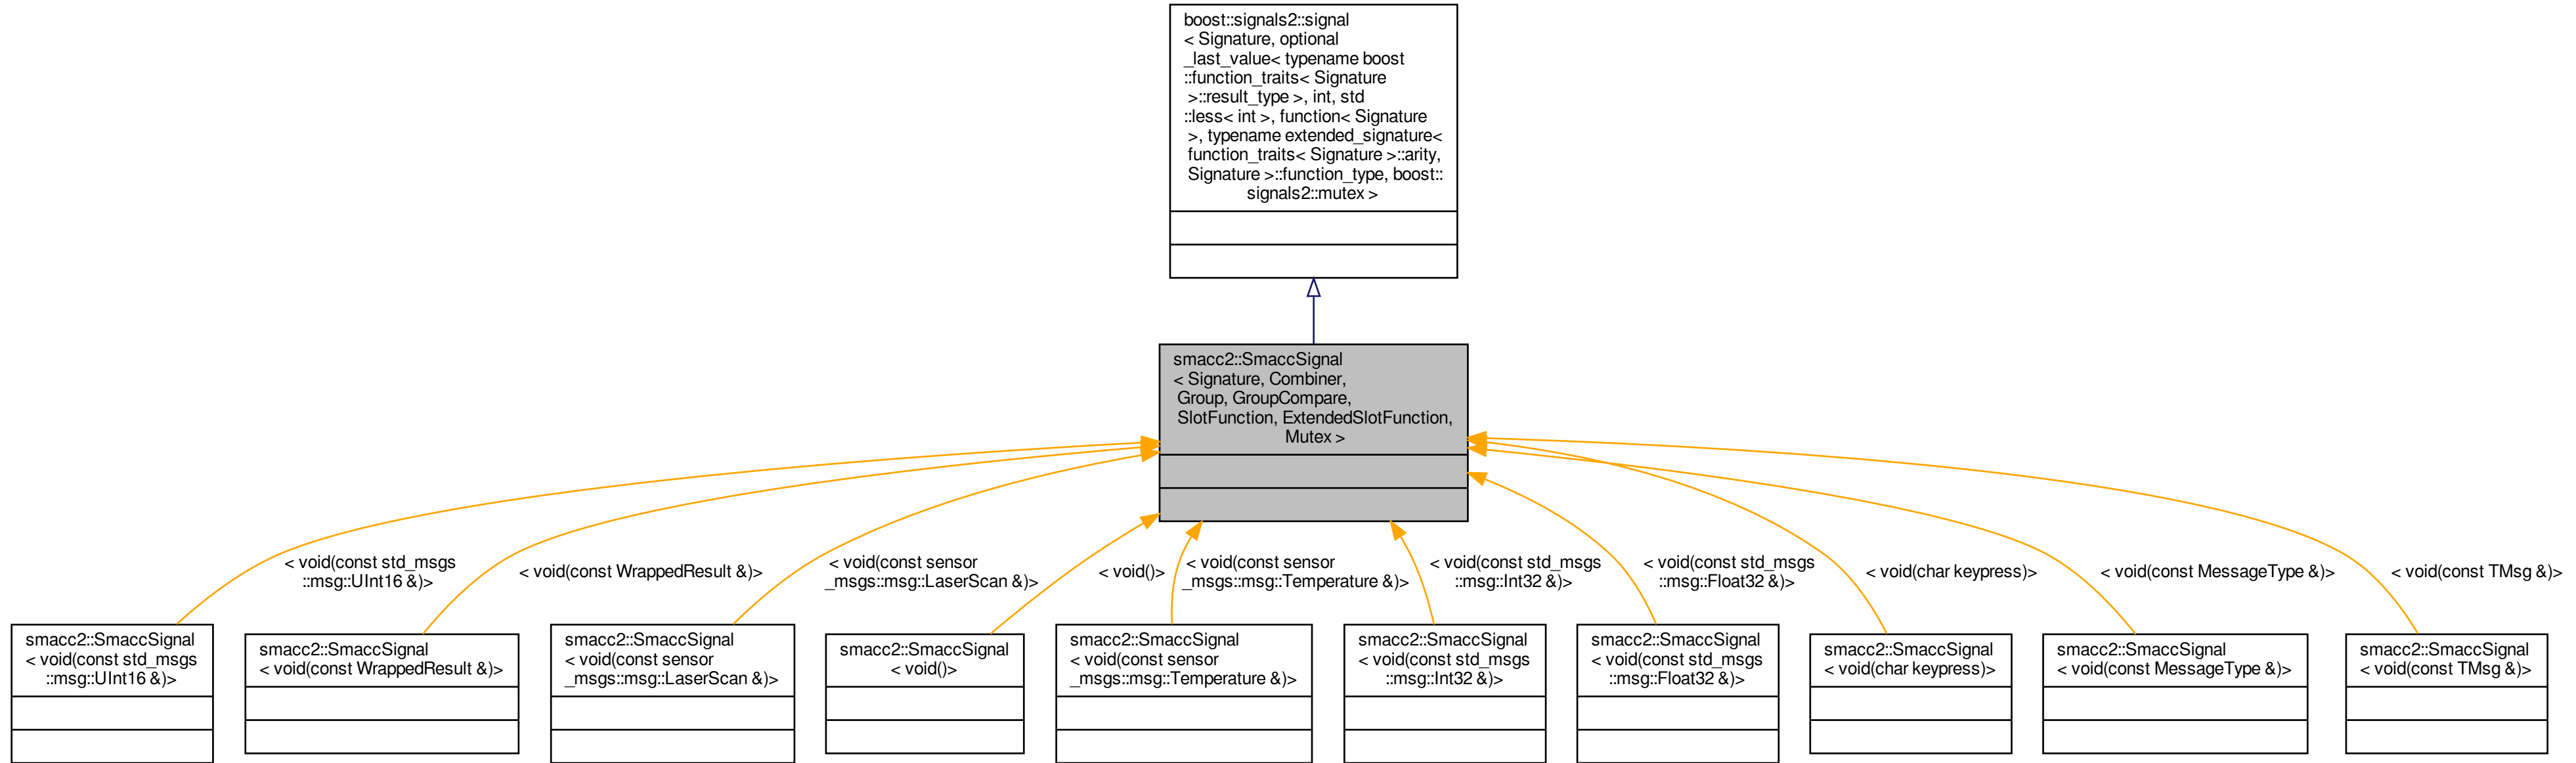 boost::signals2::signal
< Signature, optional
_last_value< typename boost
::function_traits< Signature
>::result_type >, int, std
::less< int >, function< Signature
>, typename extended_signature<
function_traits< Signature >::arity,
Signature >::function_type, boost::
signals2::mutex >
smacc2::SmaccSignal
< Signature, Combiner,
Group, GroupCompare,
SlotFunction, ExtendedSlotFunction,
Mutex >
< void(const std_msgs
::msg::UInt16 &)>
< void(const WrappedResult &)>
< void(const sensor
_msgs::msg::LaserScan &)>
< void()>
< void(const sensor
_msgs::msg::Temperature &)>
< void(const std_msgs
::msg::Int32 &)>
< void(const std_msgs
::msg::Float32 &)>
< void(char keypress)>
< void(const MessageType &)>
< void(const TMsg &)>
smacc2::SmaccSignal
< void(const std_msgs
::msg::UInt16 &)>
smacc2::SmaccSignal
< void(const WrappedResult &)>
smacc2::SmaccSignal
< void(const sensor
_msgs::msg::LaserScan &)>
smacc2::SmaccSignal
< void()>
smacc2::SmaccSignal
< void(const sensor
_msgs::msg::Temperature &)>
smacc2::SmaccSignal
< void(const std_msgs
::msg::Int32 &)>
smacc2::SmaccSignal
< void(const std_msgs
::msg::Float32 &)>
smacc2::SmaccSignal
< void(char keypress)>
smacc2::SmaccSignal
< void(const MessageType &)>
smacc2::SmaccSignal
< void(const TMsg &)>